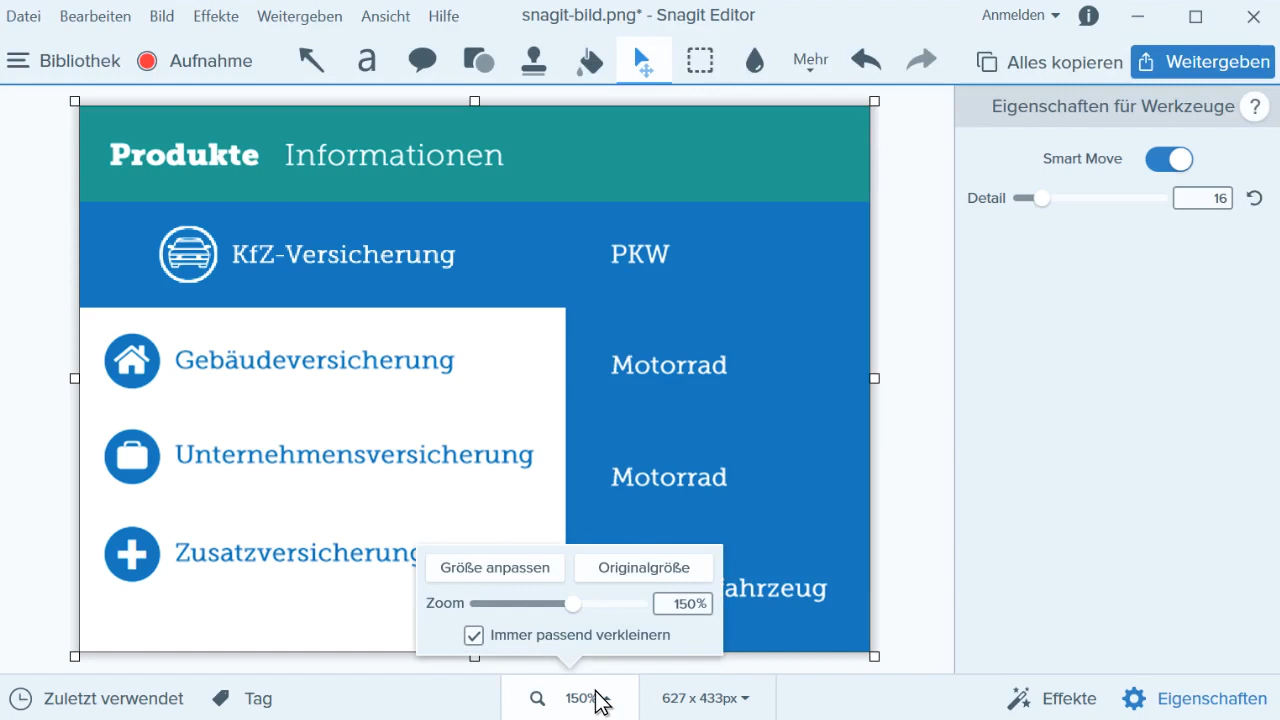 Datei Bearbeiten Bild Effekte Weitergeben Ansicht Hilfe snagit-bild.png* - Snagit Editor Anmelden
Bibliothek Aufnahme a Mehr Alles kopieren Weitergeben
Eigenschaften für Werkzeuge ?
Smart Move
Detail 16
Produkte Informationen
KfZ-Versicherung PKW
Gebäudeversicherung Motorrad
Unternehmensversicherung Motorrad
Zusatzversicherung
Größe anpassen Originalgröße
ahrzeug
Zoom 150%
Immer passend verkleinern
Zuletzt verwendet Tag 150% 627 x 433px Effekte Eigenschaften